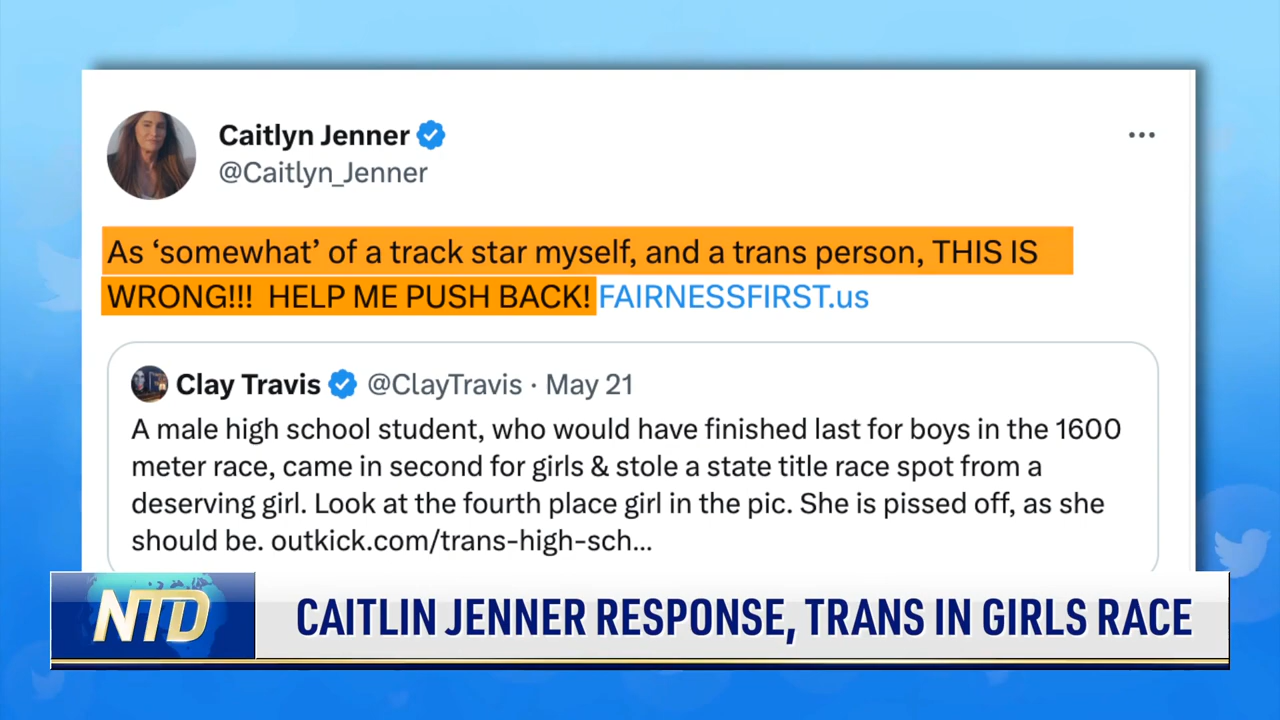 Caitlyn Jenner
@Caitlyn_Jenner
As ‘somewhat’ of a track star myself, and a trans person, THIS IS
WRONG!!!  HELP ME PUSH BACK! FAIRNESSFIRST.us
Clay Travis @ClayTravis · May 21
A male high school student, who would have finished last for boys in the 1600
meter race, came in second for girls & stole a state title race spot from a
deserving girl. Look at the fourth place girl in the pic. She is pissed off, as she
should be. outkick.com/trans-high-sch...
NTD
CAITLIN JENNER RESPONSE, TRANS IN GIRLS RACE